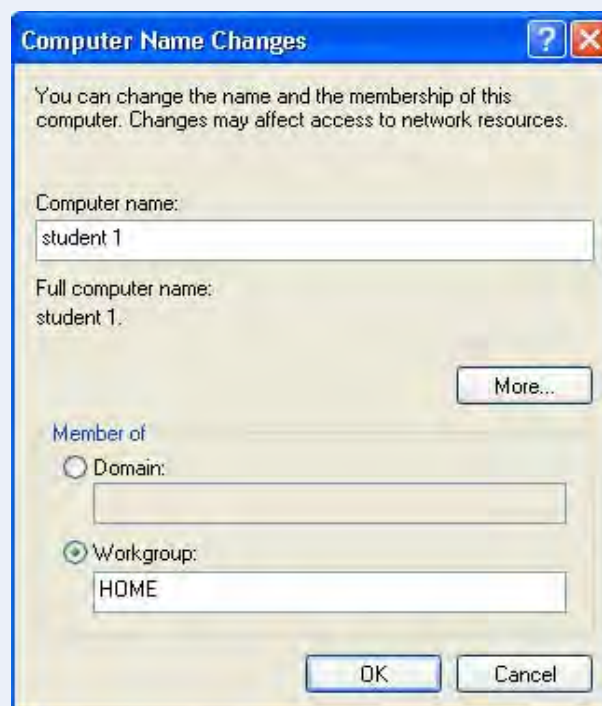 Computer Name Changes
You can change the name and the membership of this
computer. Changes may affect access to network resources.
Computer name:
student 1
Full computer name:
student 1.
More...
Member of
Domain:
Workgroup:
HOME
OK Cancel